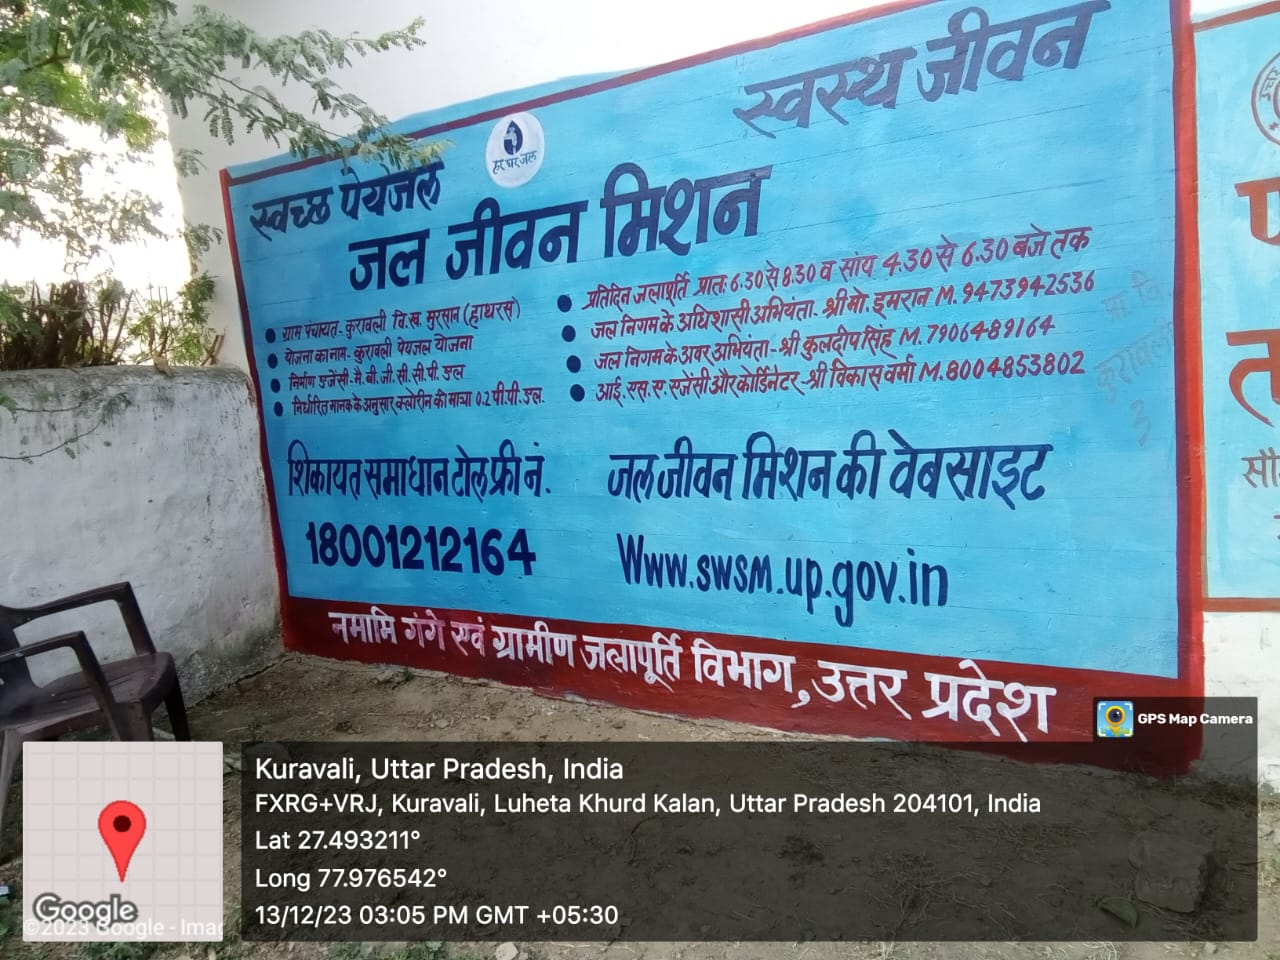 स्वच्छ पेयजल
हर घर जल
स्वस्थ जीवन
जल जीवन मिशन
ग्राम पंचायत- कुरावली वि.ख. मुरसान (हाथरस)
योजना का नाम- कुरावली पेयजल योजना
निर्माण एजेंसी-मै.बी.जी.सी.सी.पी.एल
निर्धारित मानक के अनुसार क्लोरीन की मात्रा 0.2 पी.पी.एल.
प्रतिदिन जलापूर्ति प्रातः 6.30 से 8.30 व सांय 4.30 से 6.30 बजे तक
जल निगम के अधिशासी अभियंता. श्री मो. इमरान M. 9473942536
जल निगम के अवर अभियंता-श्री कुलदीप सिंह M. 7906489164
आई.एस.ए. एजेंसी और कोर्डिनेटर-श्री विकास वर्मा M. 8004853802
शिकायत समाधान टोल फ्री नं.
18001212164
जल जीवन मिशन की वेबसाइट
Www.swsm.up.gov.in
नमामि गंगे एवं ग्रामीण जलापूर्ति विभाग, उत्तर प्रदेश
GPS Map Camera
Kuravali, Uttar Pradesh, India
FXRG+VRJ, Kuravali, Luheta Khurd Kalan, Uttar Pradesh 204101, India
Lat 27.493211°
Long 77.976542°
13/12/23 03:05 PM GMT +05:30
Google
©2023 Google - Imag